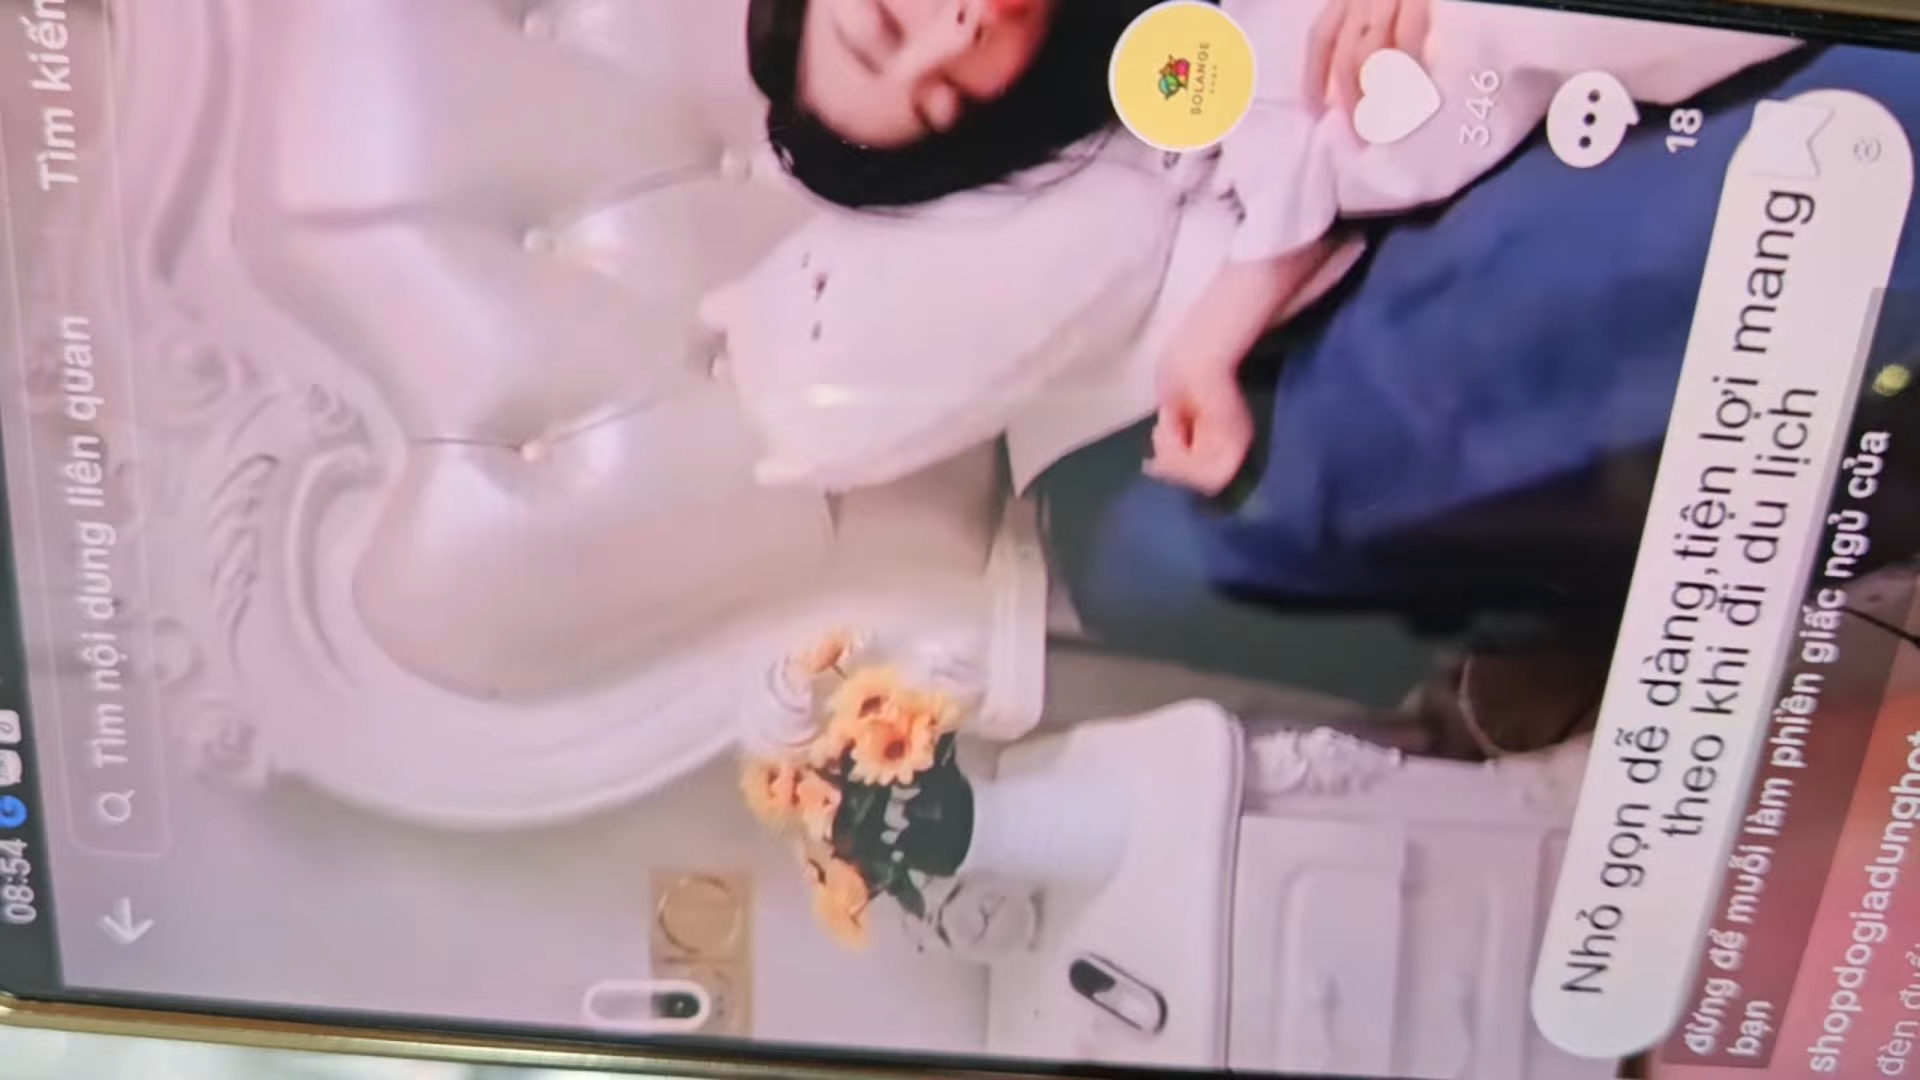 08:54
Tìm nội dung liên quan
Tìm kiếm
SOLANGE
346
18
Nhỏ gọn dễ dàng,tiện lợi mang
theo khi đi du lịch
đừng để muỗi làm phiền giấc ngủ của
bạn
shopdogiadunghot
đèn đuổi